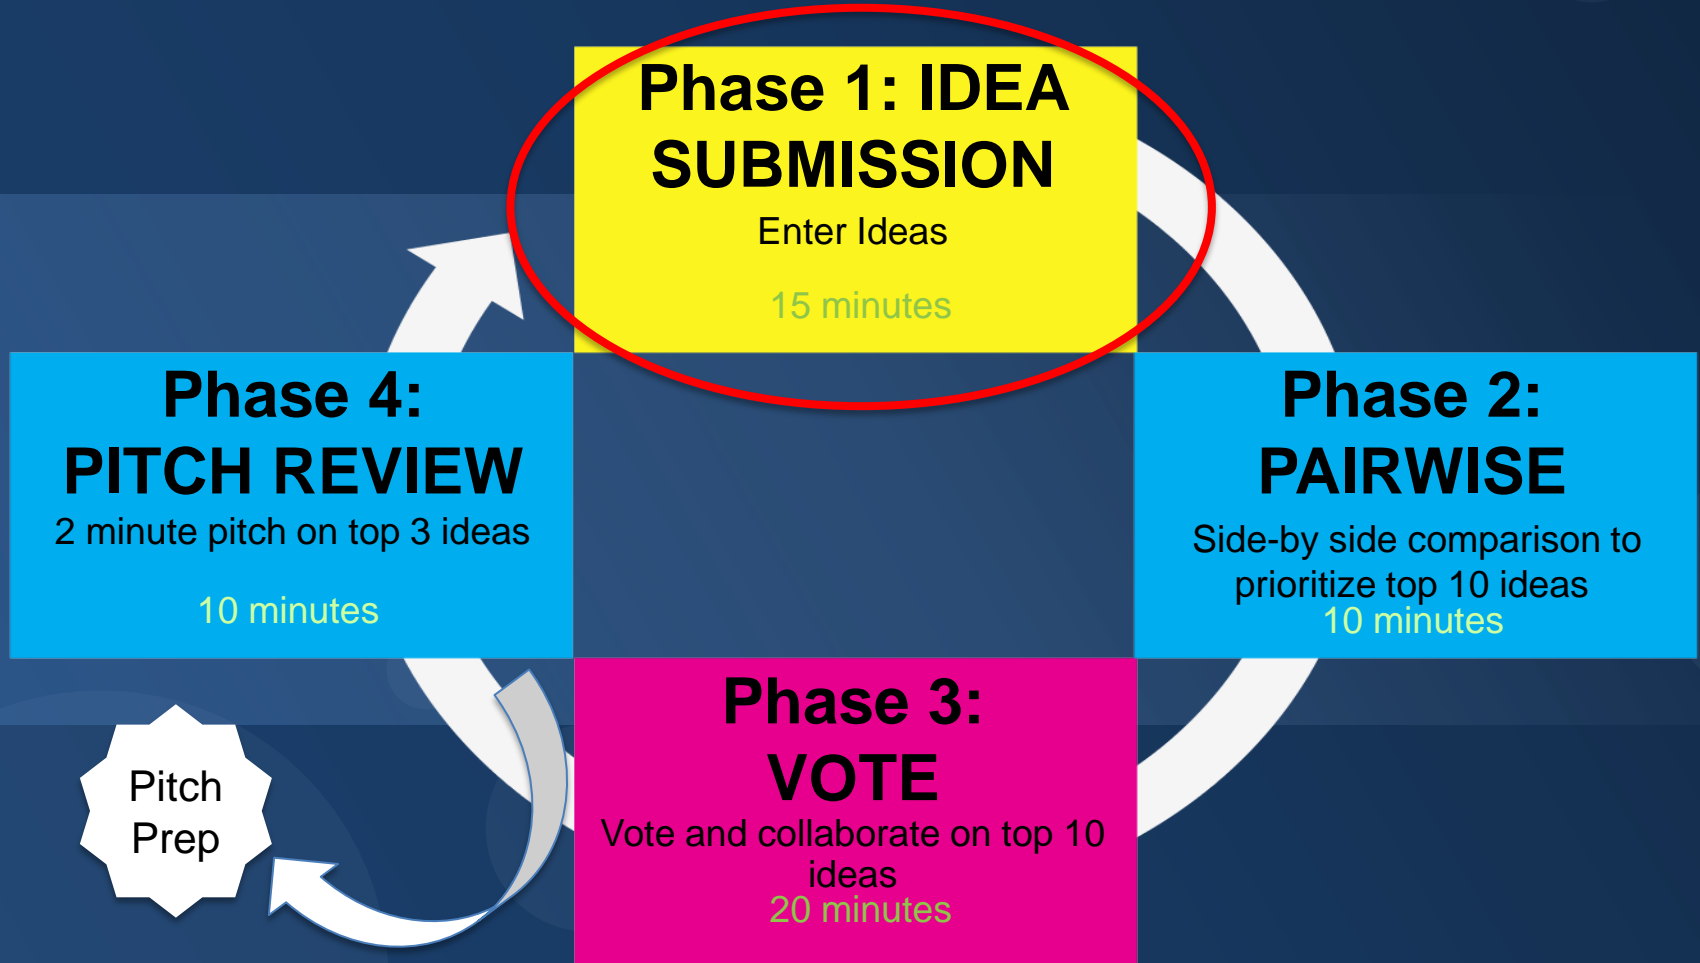 Phase 1: IDEA
SUBMISSION
Enter Ideas
15 minutes
Phase 2:
PAIRWISE
Side-by side comparison to
prioritize top 10 ideas
10 minutes
Phase 3:
VOTE
Vote and collaborate on top 10
ideas
20 minutes
Phase 4:
PITCH REVIEW
2 minute pitch on top 3 ideas
10 minutes
Pitch
Prep